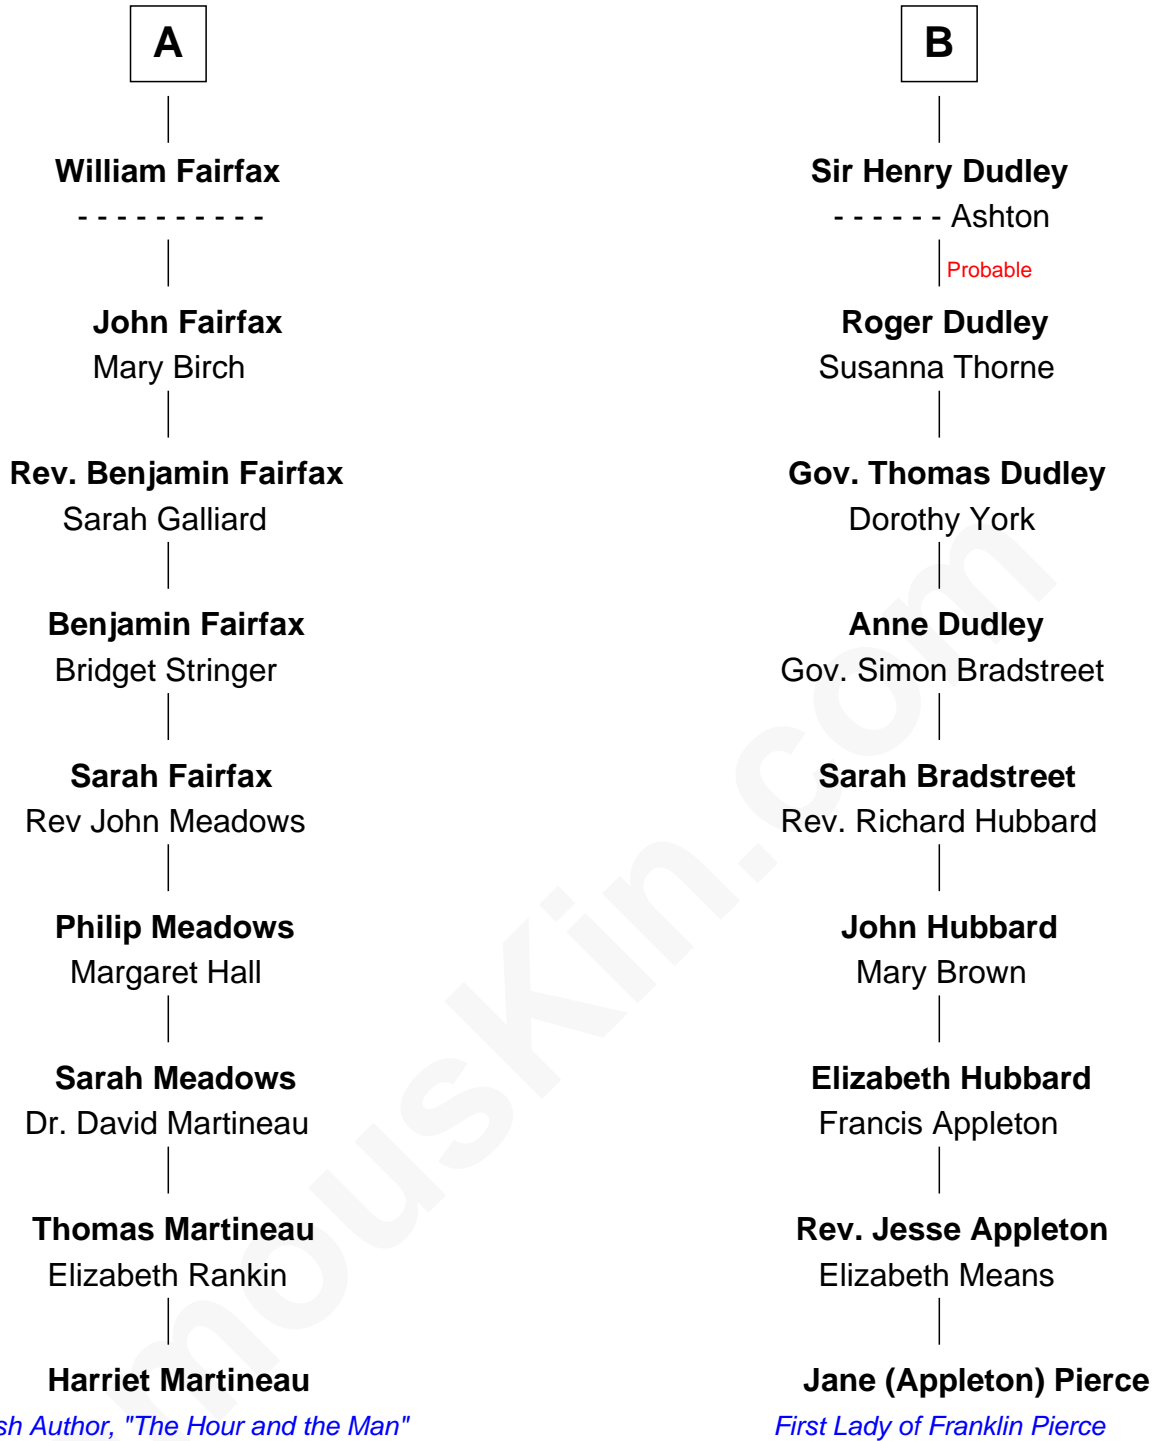 A
William Fairfax
- - - - - - - - - -
John Fairfax
Mary Birch
Rev. Benjamin Fairfax
Sarah Galliard
Benjamin Fairfax
Bridget Stringer
Sarah Fairfax
Rev John Meadows
Philip Meadows
Margaret Hall
Sarah Meadows
Dr. David Martineau
Thomas Martineau
Elizabeth Rankin
Harriet Martineau
sh Author, "The Hour and the Man"
B
Sir Henry Dudley
- - - - - - Ashton
Probable
Roger Dudley
Susanna Thorne
Gov. Thomas Dudley
Dorothy York
Anne Dudley
Gov. Simon Bradstreet
Sarah Bradstreet
Rev. Richard Hubbard
John Hubbard
Mary Brown
Elizabeth Hubbard
Francis Appleton
Rev. Jesse Appleton
Elizabeth Means
Jane (Appleton) Pierce
First Lady of Franklin Pierce
mousKin.com